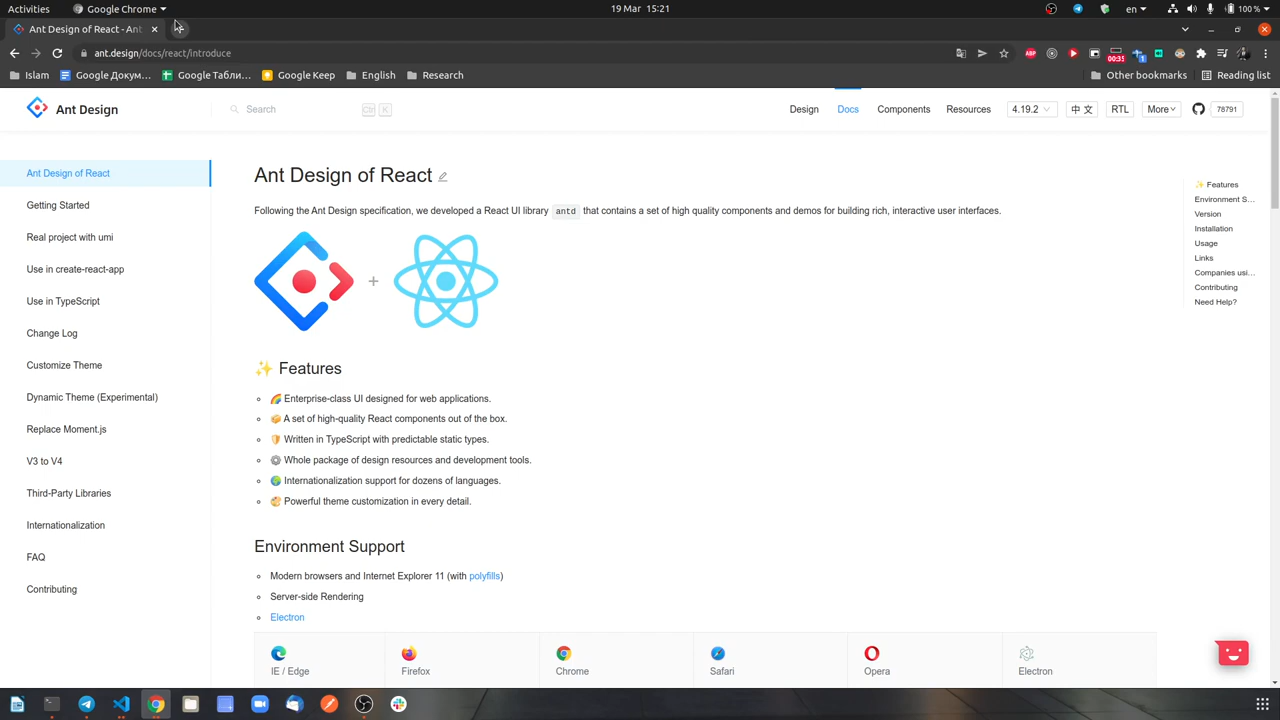 Activities Google Chrome 19 Mar 15:21 en 100%
Ant Design of React - Ant
ant.design/docs/react/introduce ABP 00:35
Islam Google Докум… Google Табли… Google Keep English Research Other bookmarks Reading list
Ant Design Search Ctrl K Design Docs Components Resources 4.19.2 中 文 RTL More 78791
Ant Design of React
Getting Started
Real project with umi
Use in create-react-app
Use in TypeScript
Change Log
Customize Theme
Dynamic Theme (Experimental)
Replace Moment.js
V3 to V4
Third-Party Libraries
Internationalization
FAQ
Contributing
Ant Design of React
Following the Ant Design specification, we developed a React UI library antd that contains a set of high quality components and demos for building rich, interactive user interfaces.
+
✨ Features
🌈 Enterprise-class UI designed for web applications.
📦 A set of high-quality React components out of the box.
🛡 Written in TypeScript with predictable static types.
⚙️ Whole package of design resources and development tools.
🌍 Internationalization support for dozens of languages.
🎨 Powerful theme customization in every detail.
Environment Support
Modern browsers and Internet Explorer 11 (with polyfills)
Server-side Rendering
Electron
IE / Edge Firefox Chrome Safari Opera Electron
✨ Features
Environment S…
Version
Installation
Usage
Links
Companies usi…
Contributing
Need Help?